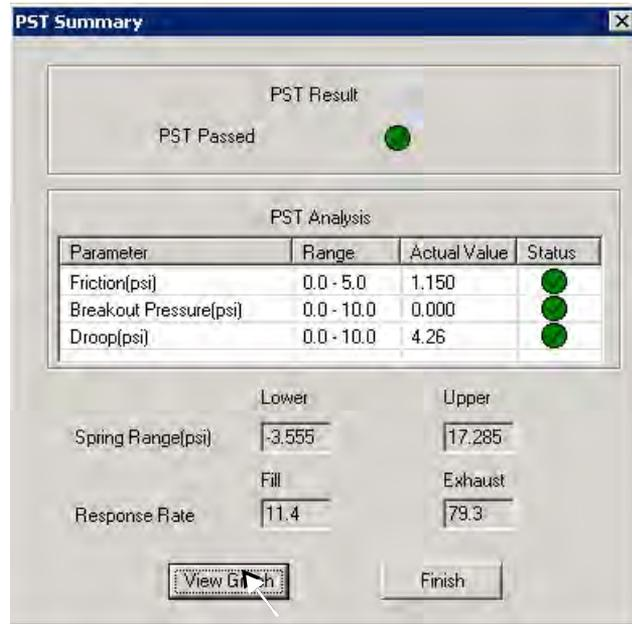 PST Summary
PST Result
PST Passed
PST Analysis
Parameter Range Actual Value Status
Friction(psi) 0.0 - 5.0 1.150
Breakout Pressure(psi) 0.0 - 10.0 0.000
Droop(psi) 0.0 - 10.0 4.26
Lower Upper
Spring Range(psi) -3.555 17.285
Fill Exhaust
Response Rate 11.4 79.3
View Finish